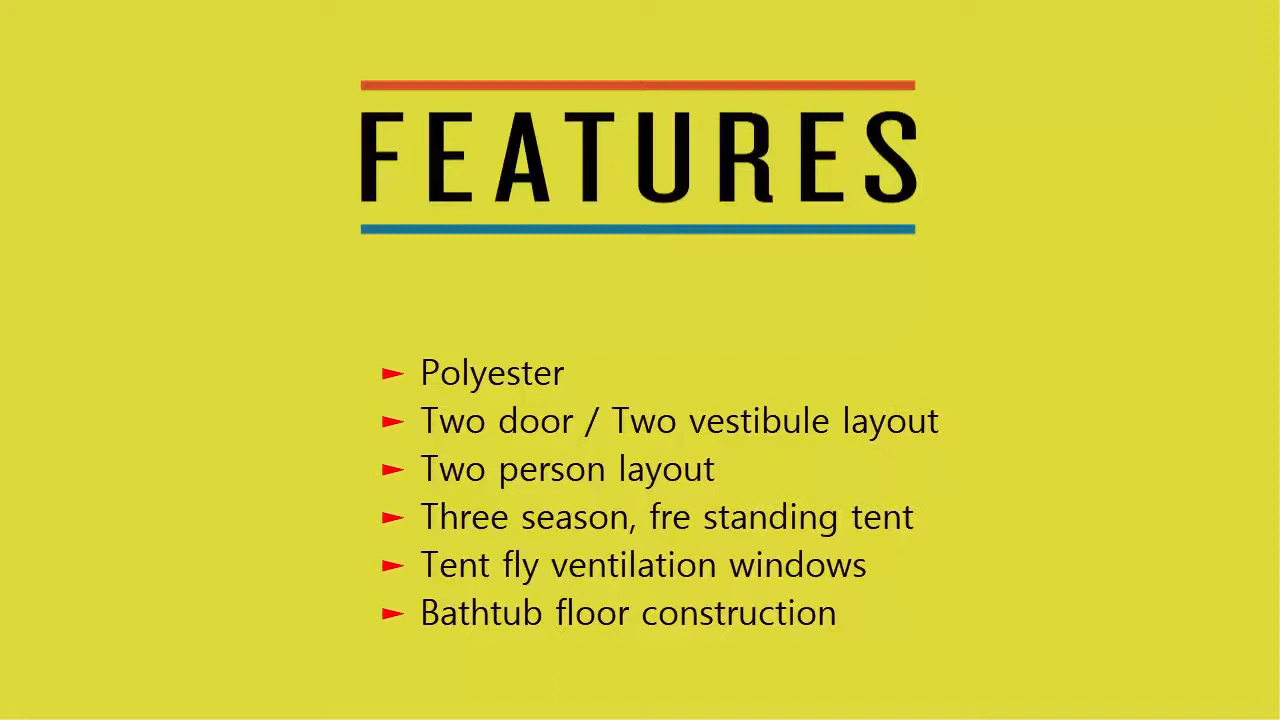 FEATURES
► Polyester
► Two door / Two vestibule layout
► Two person layout
► Three season, fre standing tent
► Tent fly ventilation windows
► Bathtub floor construction